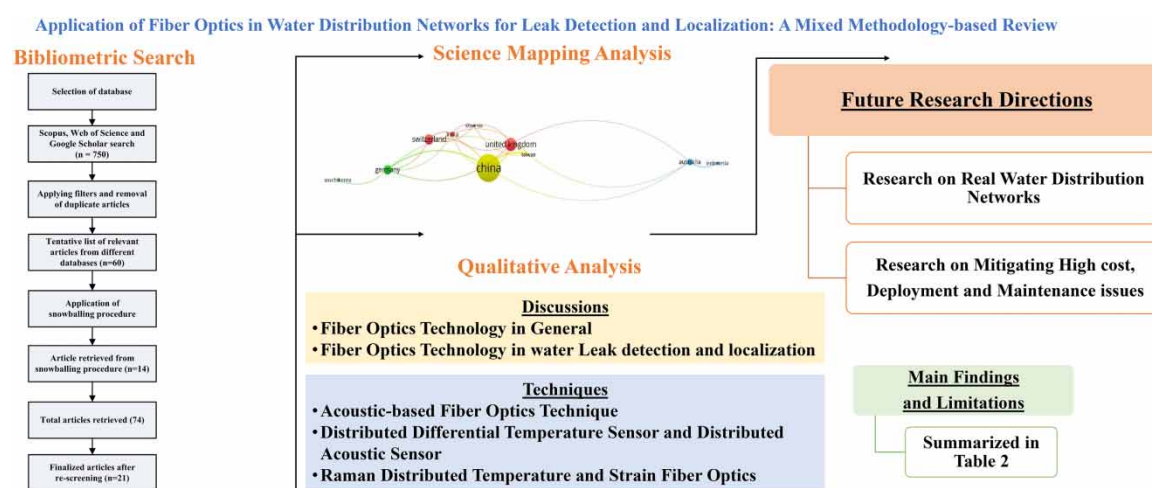 Application of Fiber Optics in Water Distribution Networks for Leak Detection and Localization: A Mixed Methodology-based Review
Bibliometric Search
Selection of database
Scopus, Web of Science and
Google Scholar search
(n = 750)
Applying filters and removal
of duplicate articles
Tentative list of relevant
articles from different
databases (n=60)
Application of
snowballing procedure
Article retrieved from
snowballing procedure (n=14)
Total articles retrieved (74)
Finalized articles after
re-screening (n=21)
Science Mapping Analysis
switzerland
united kingdom
taiwan
germany
china
australia
indonesia
Qualitative Analysis
Discussions
•Fiber Optics Technology in General
•Fiber Optics Technology in water Leak detection and localization
Techniques
•Acoustic-based Fiber Optics Technique
•Distributed Differential Temperature Sensor and Distributed
Acoustic Sensor
•Raman Distributed Temperature and Strain Fiber Optics
Future Research Directions
Research on Real Water Distribution
Networks
Research on Mitigating High cost,
Deployment and Maintenance issues
Main Findings
and Limitations
Summarized in
Table 2